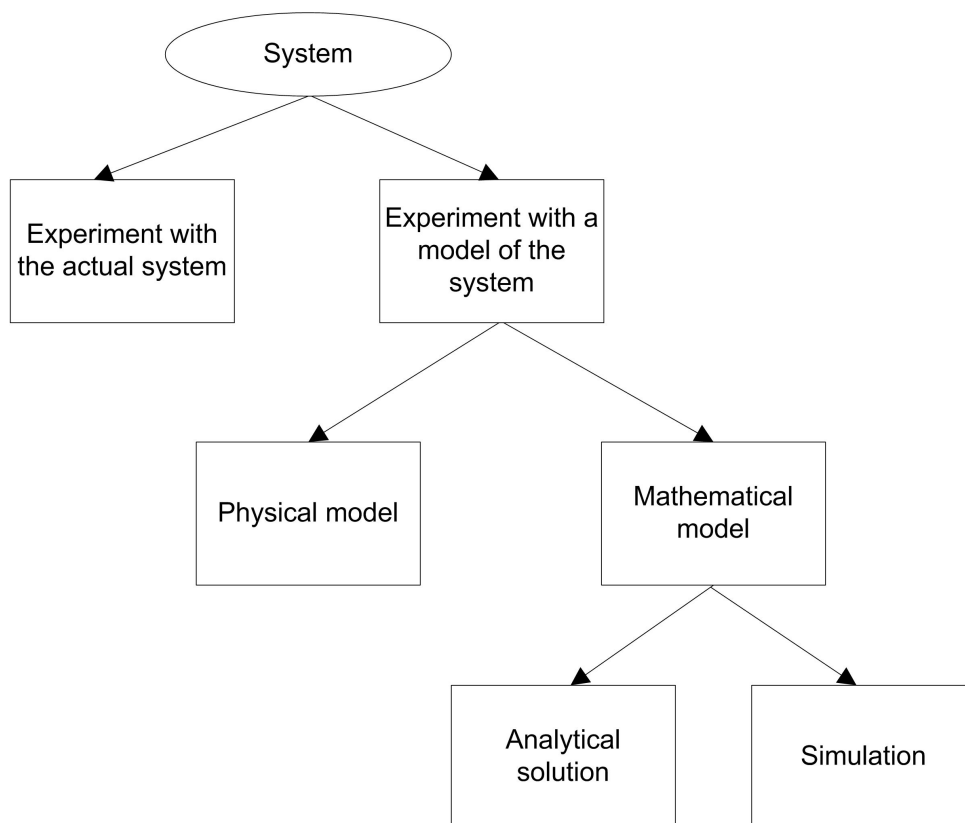 System
Experiment with
the actual system
Experiment with a
model of the
system
Physical model
Mathematical
model
Analytical
solution
Simulation